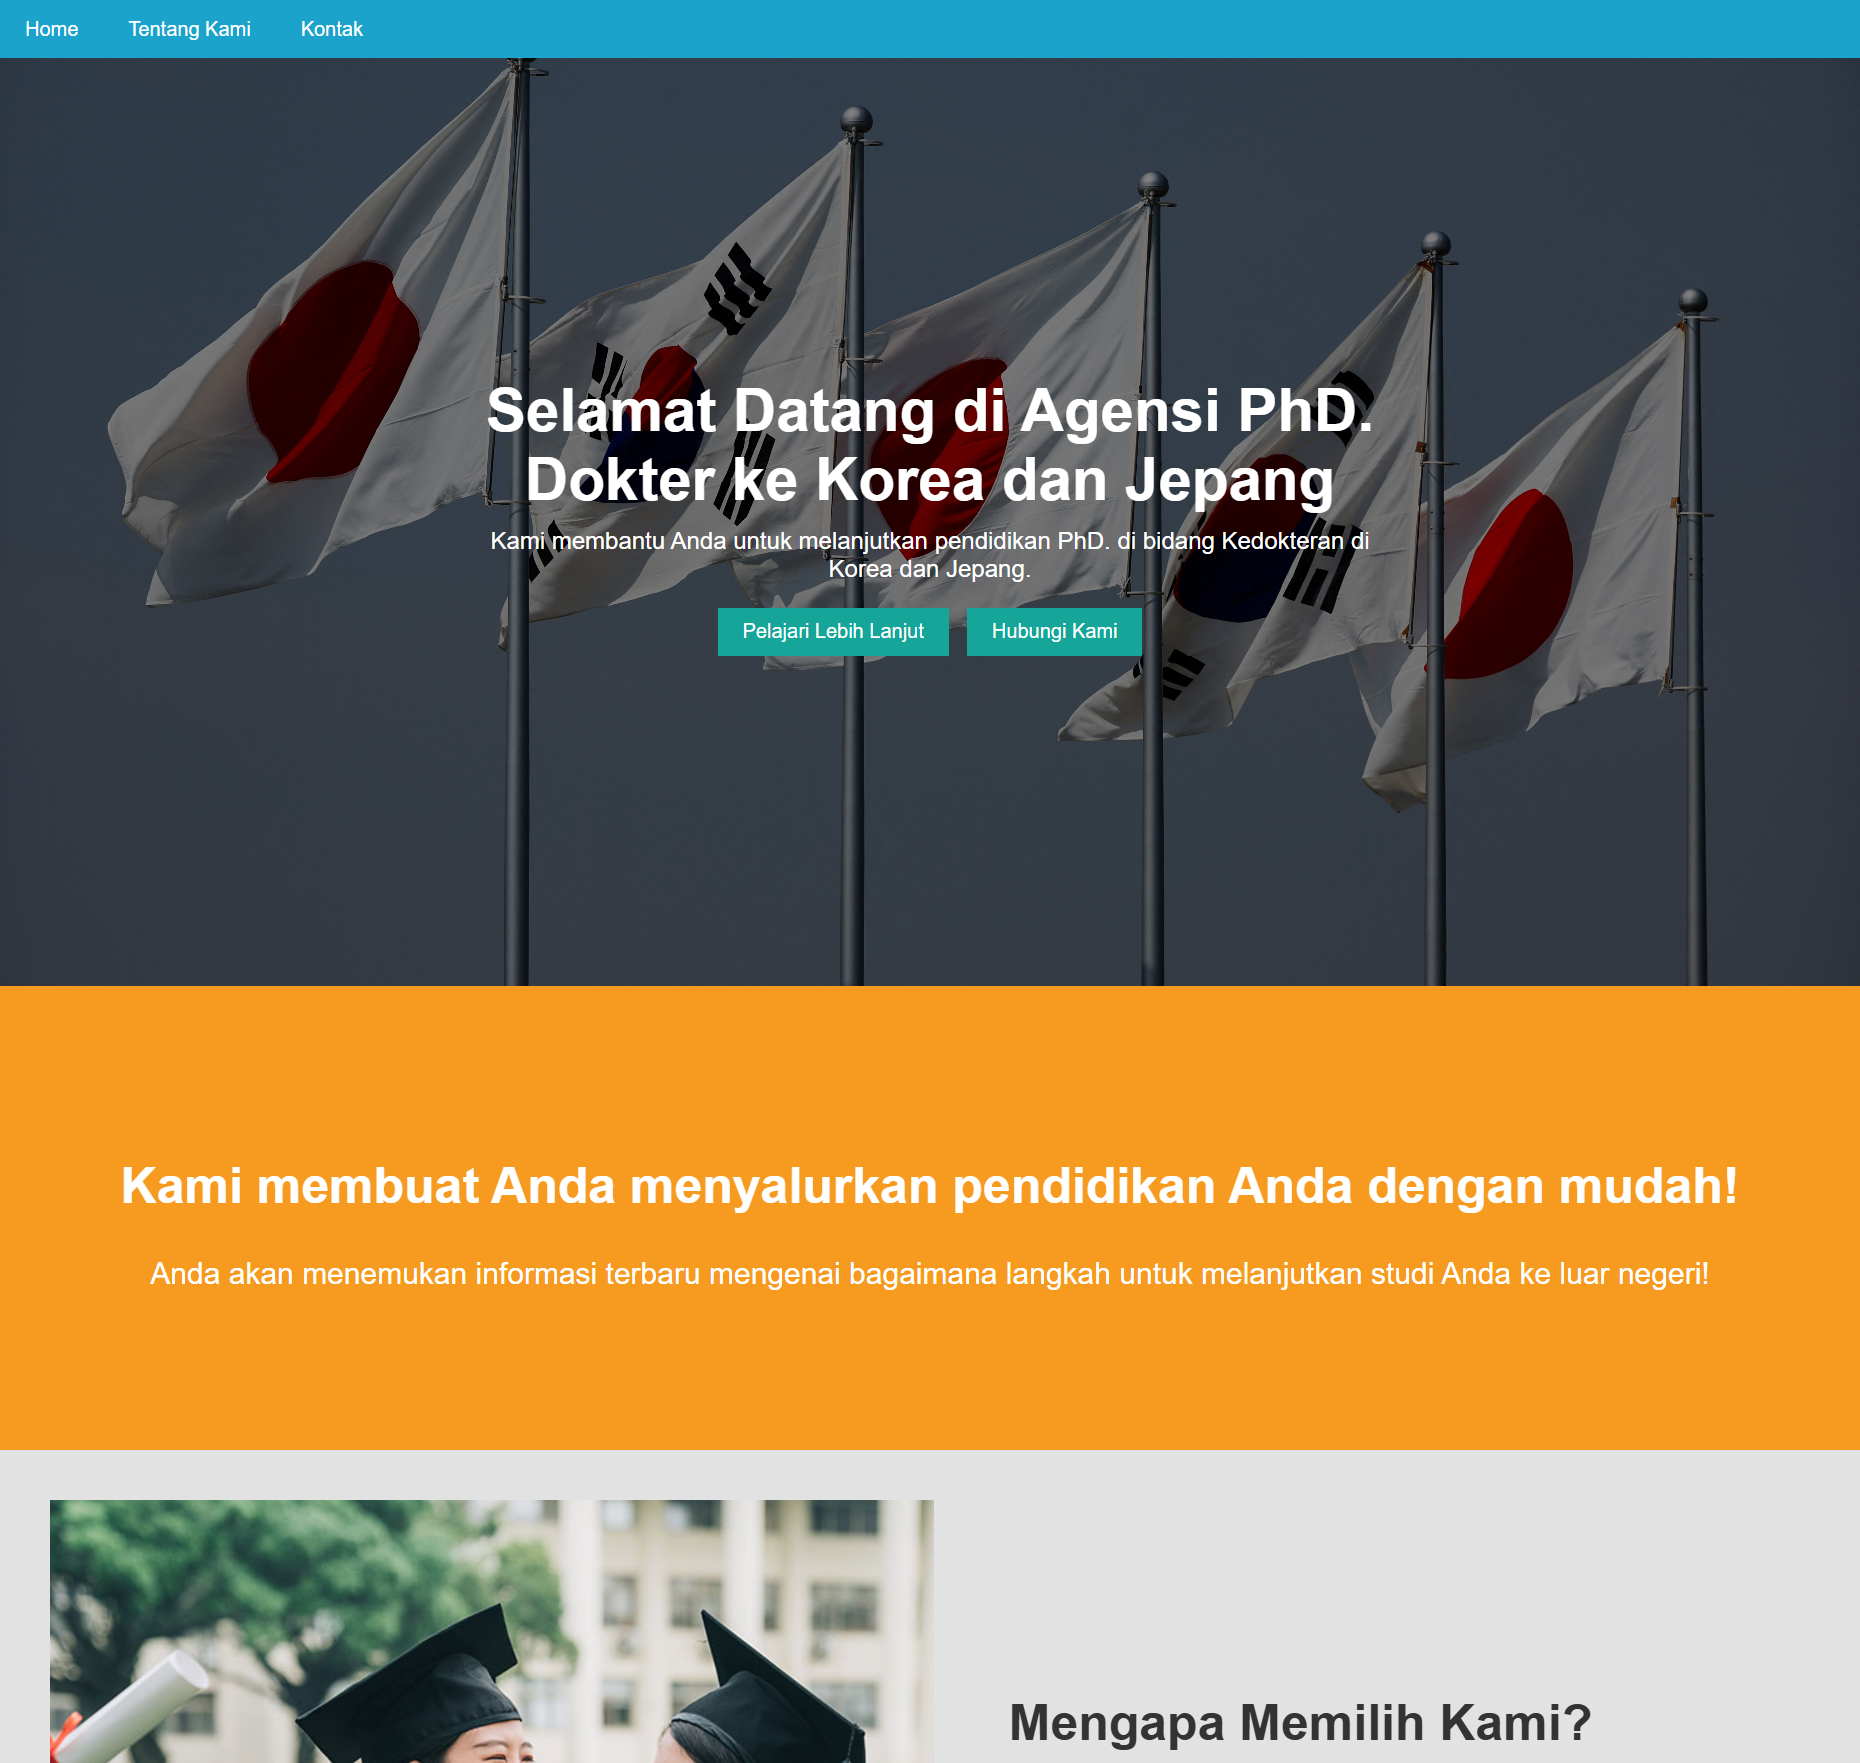 Home Tentang Kami Kontak
Selamat Datang di Agensi PhD.
Dokter ke Korea dan Jepang
Kami membantu Anda untuk melanjutkan pendidikan PhD. di bidang Kedokteran di
Korea dan Jepang.
Pelajari Lebih Lanjut Hubungi Kami
Kami membuat Anda menyalurkan pendidikan Anda dengan mudah!
Anda akan menemukan informasi terbaru mengenai bagaimana langkah untuk melanjutkan studi Anda ke luar negeri!
Mengapa Memilih Kami?